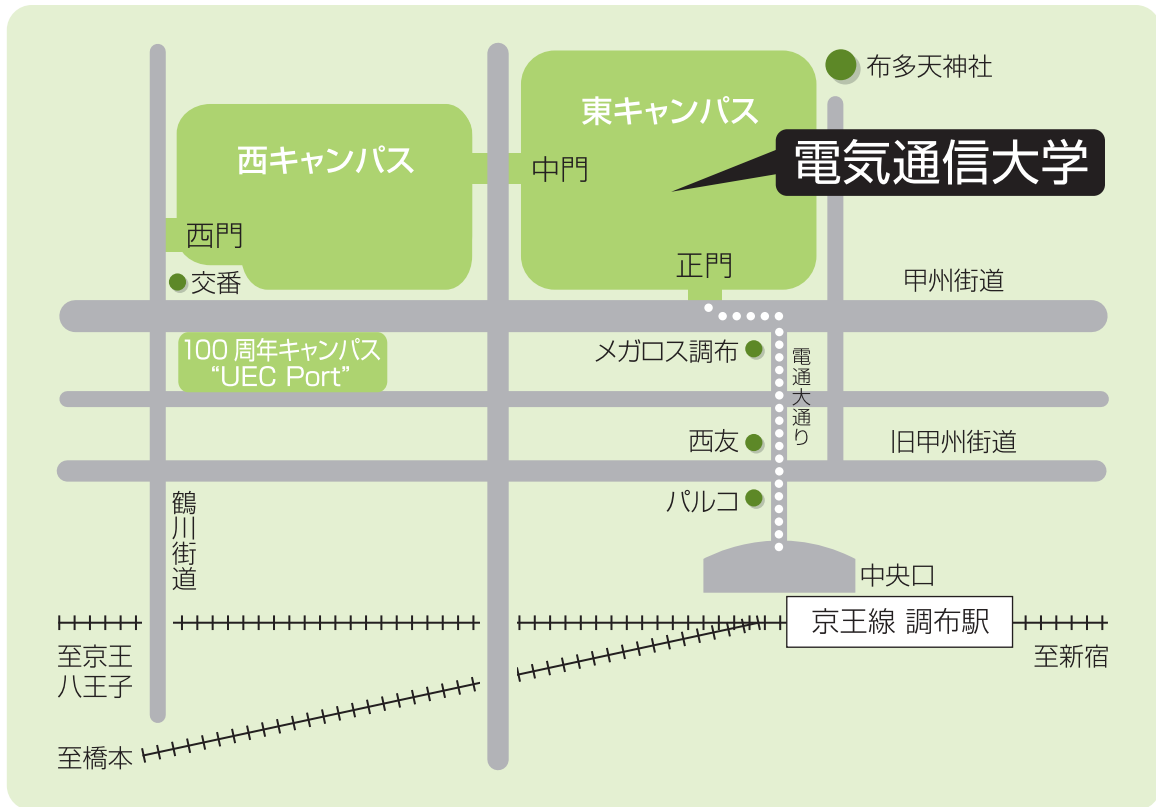 布多天神社
東キャンパス
西キャンパス
電気通信大学
中門
西門
正門
交番
甲州街道
100周年キャンパス
“UEC Port”
メガロス調布
電通大通り
西友
旧甲州街道
パルコ
鶴川街道
中央口
京王線 調布駅
至京王
八王子
至新宿
至橋本